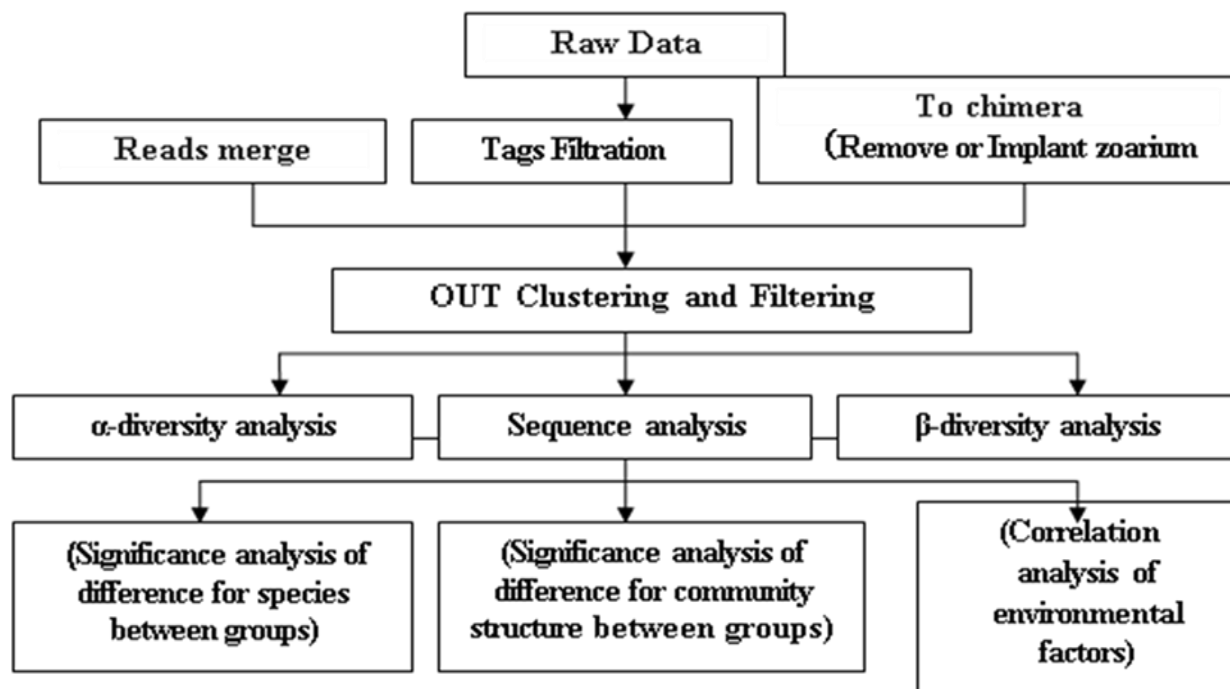 Raw Data
Reads merge
Tags Filtration
To chimera
(Remove or Implant zoarium
OUT Clustering and Filtering
α-diversity analysis
Sequence analysis
β-diversity analysis
(Significance analysis of
difference for species
between groups)
(Significance analysis of
difference for community
structure between groups)
(Correlation
analysis of
environmental
factors)